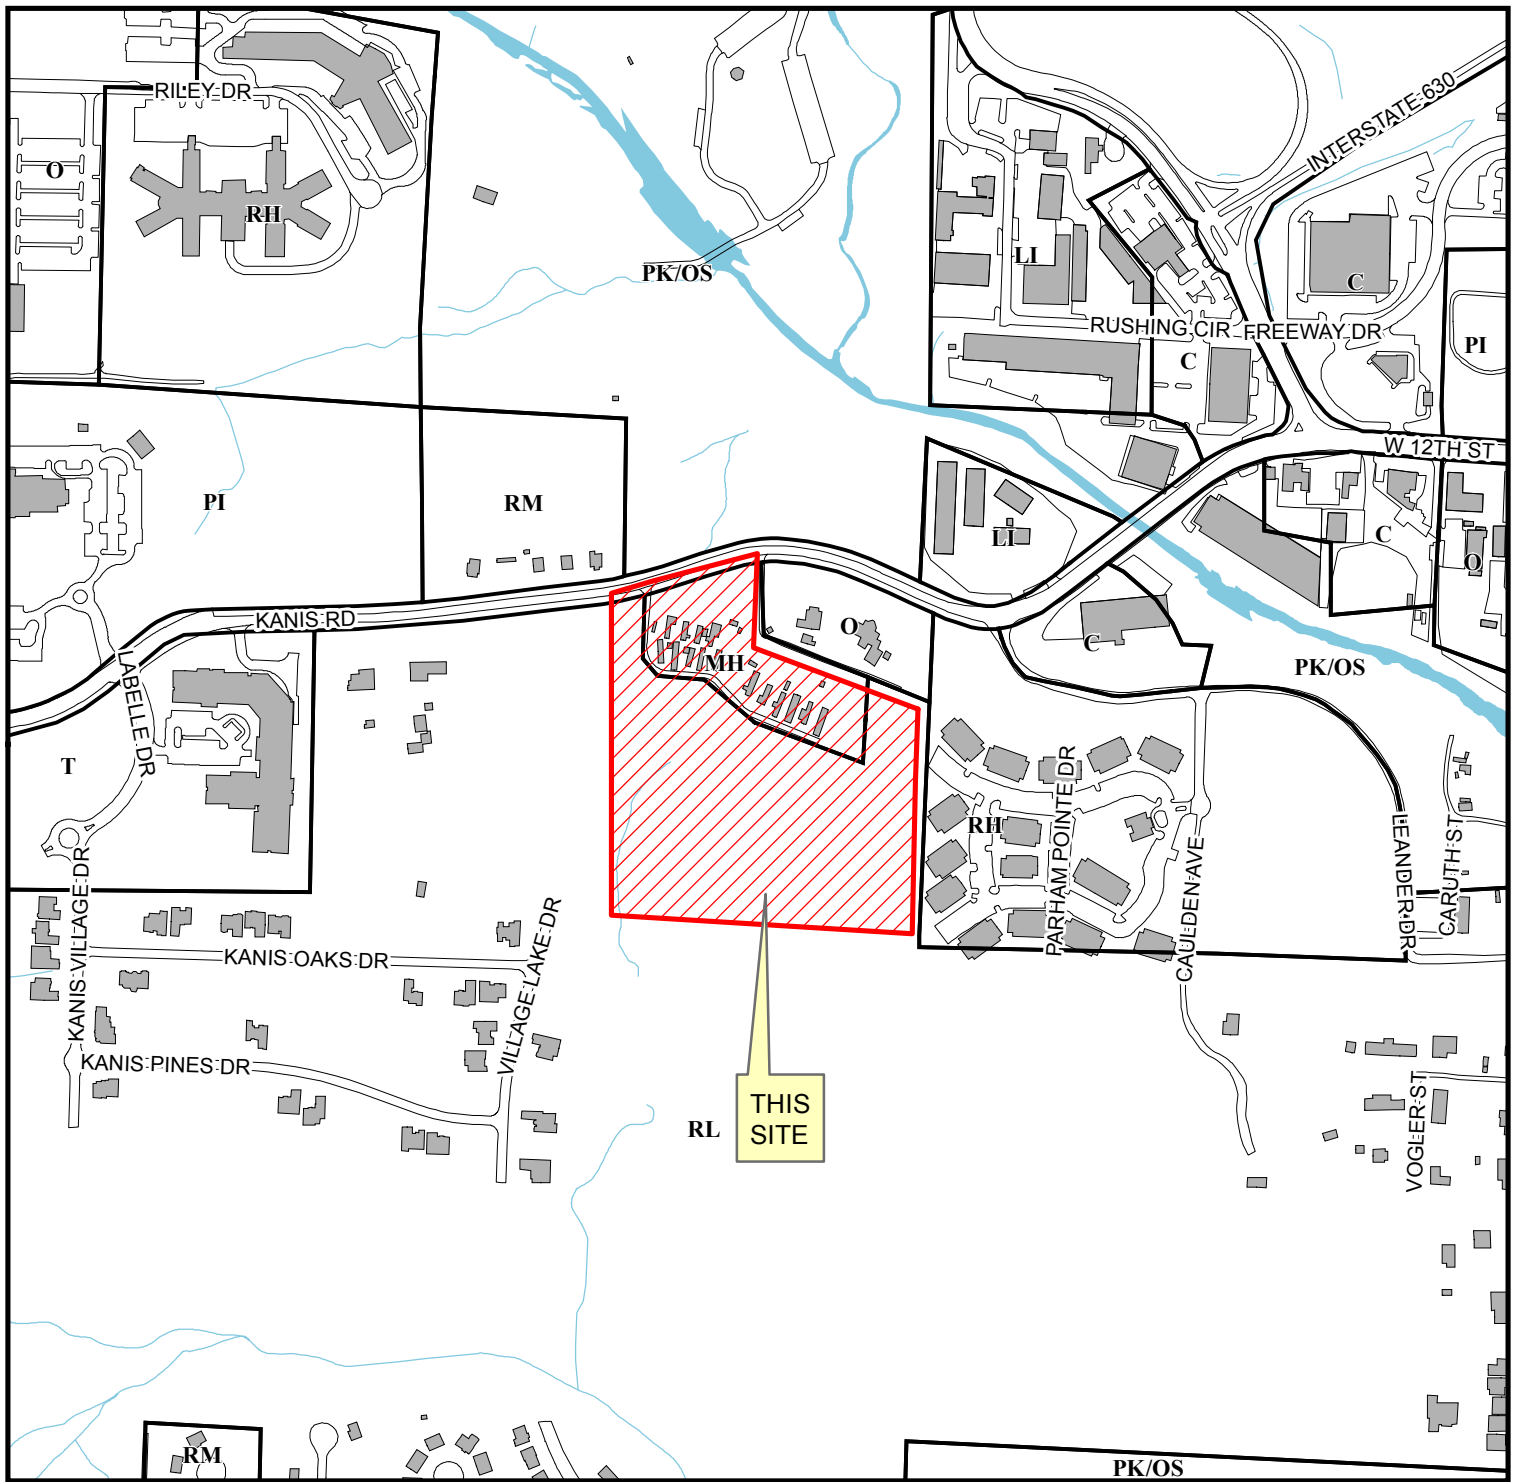 INTERSTATE 630
RILEY DR
O
RH
LI
PK/OS
C
RUSHING CIR
FREEWAY DR
PI
C
W 12TH ST
PI
RM
LI
C
O
KANIS RD
O
C
MH
PK/OS
LABELLE DR
T
PARHAM POINTE DR
RH
CAULDEN AVE
LEANDER DR
CARUTH ST
KANIS VILLAGE DR
KANIS OAKS DR
VILLAGE LAKE DR
KANIS PINES DR
THIS
SITE
RL
VOGLER ST
RM
PK/OS